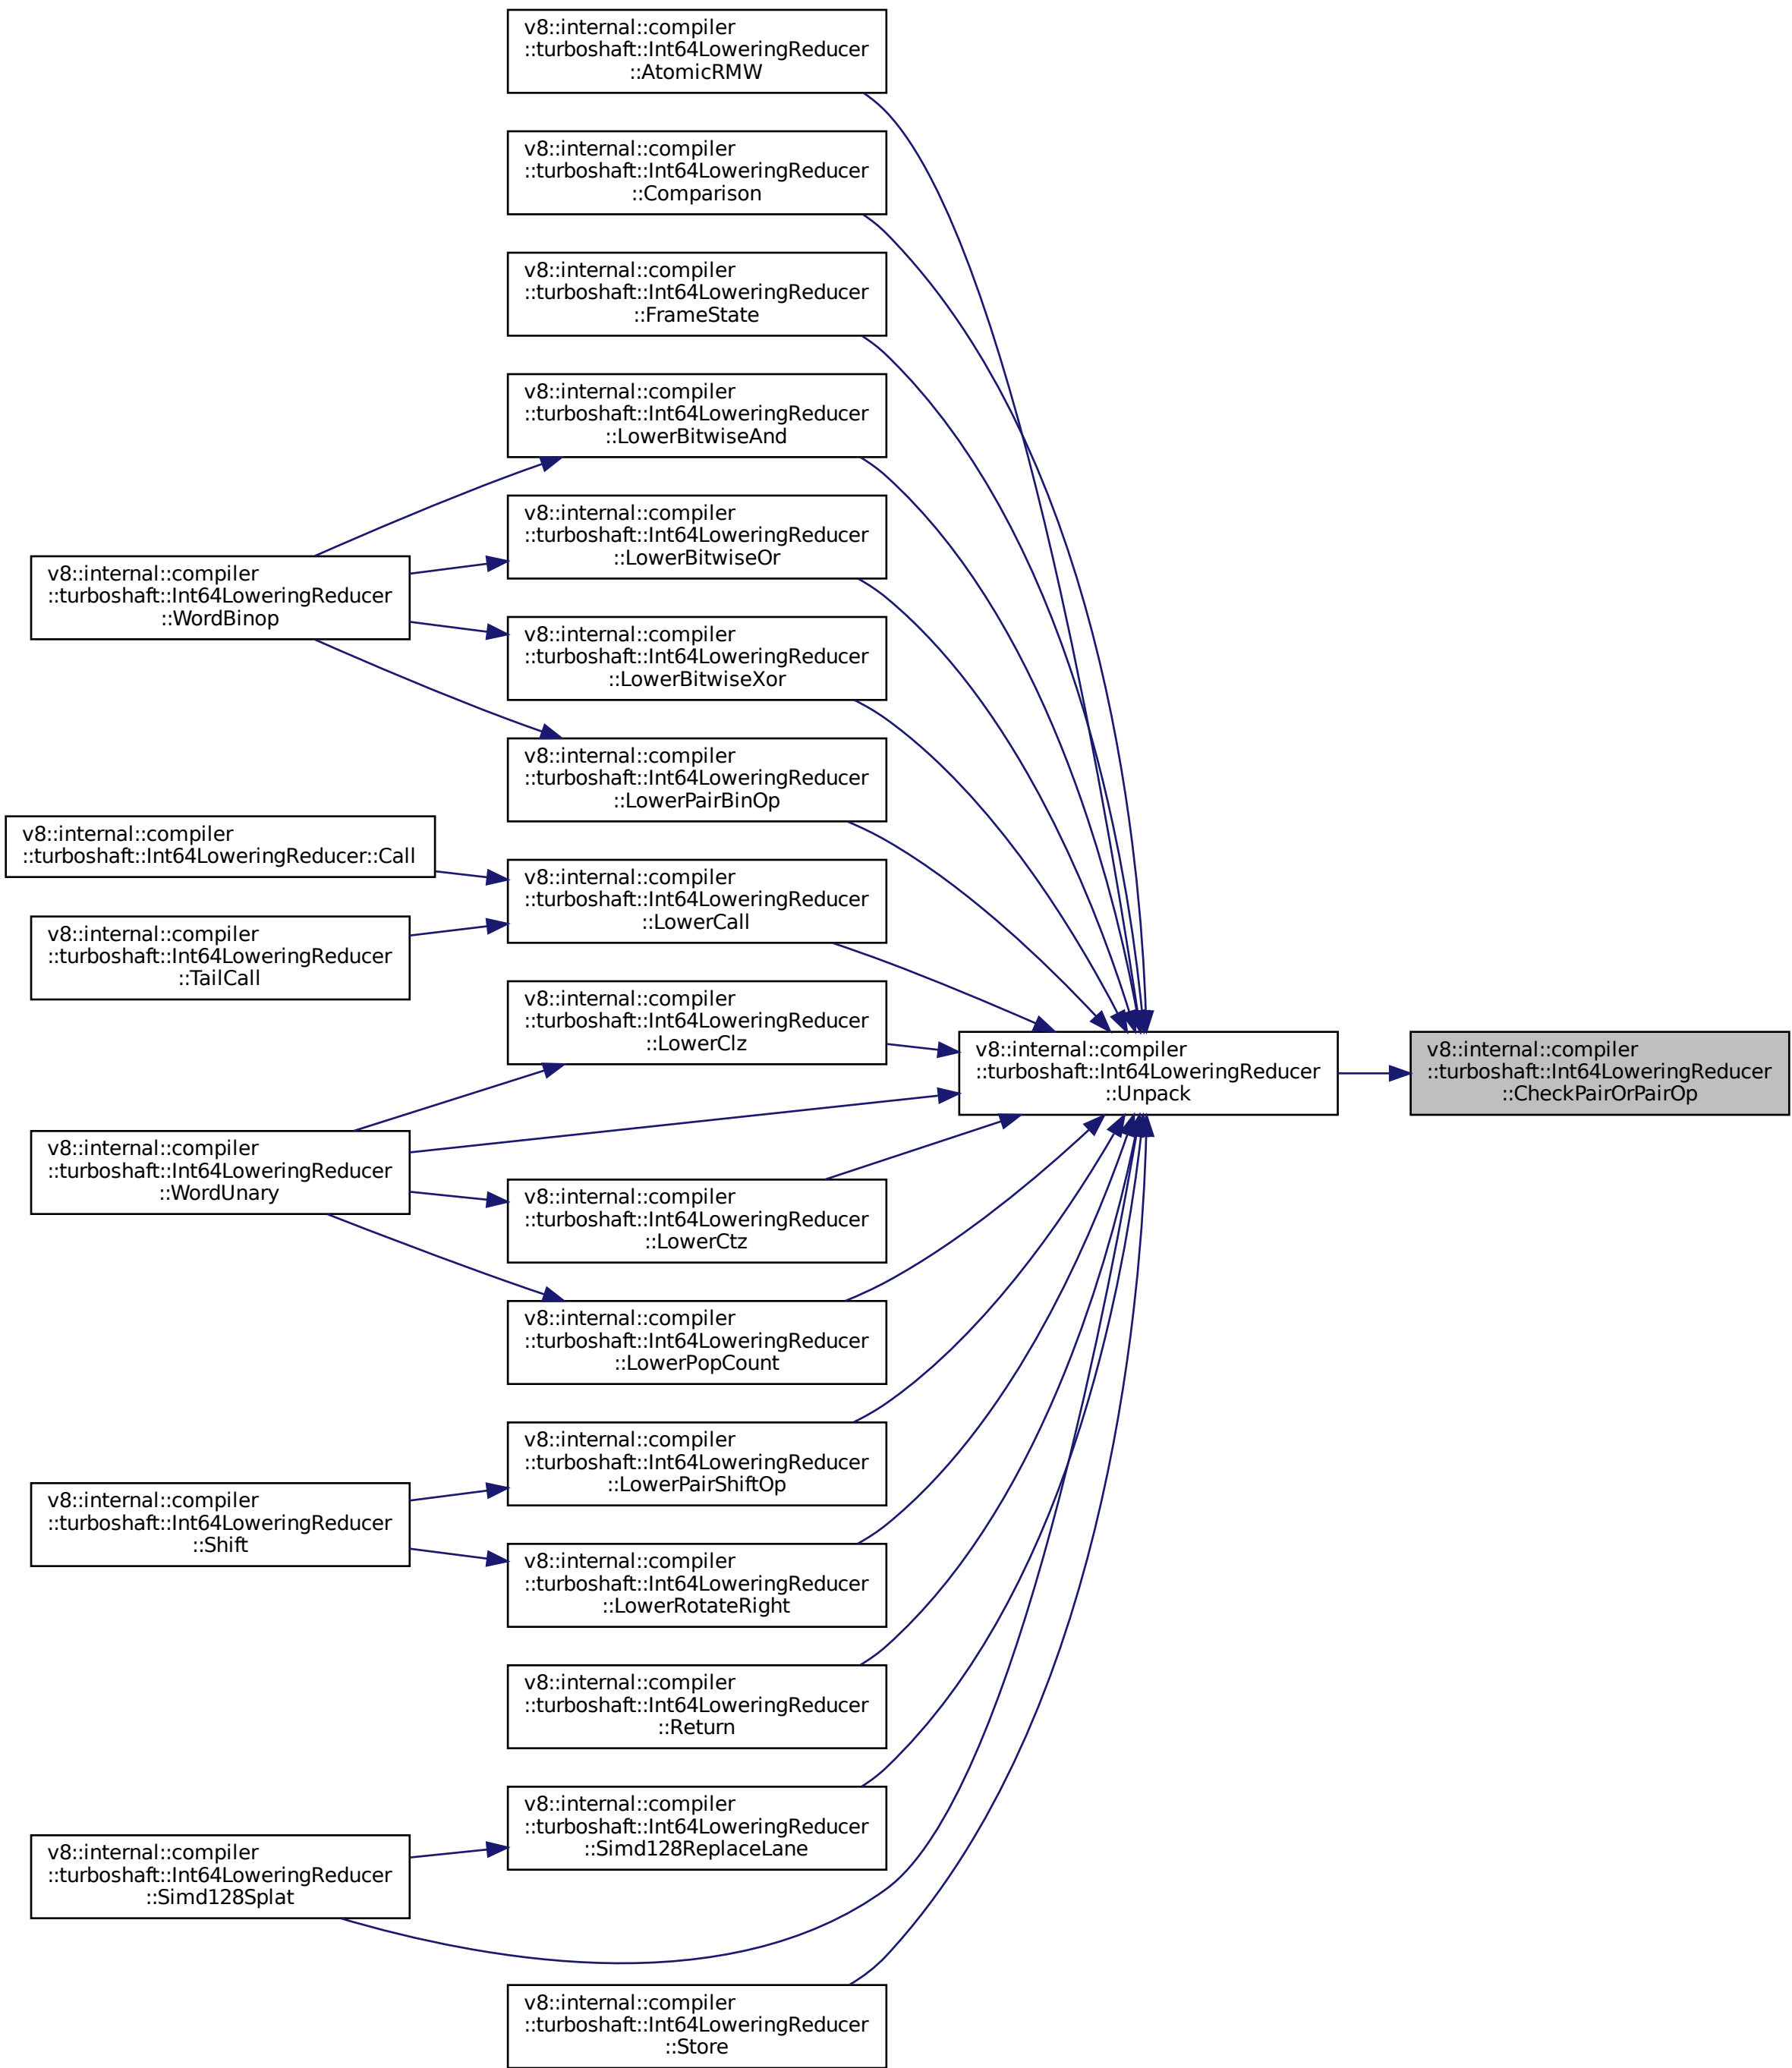 v8::internal::compiler
::turboshaft::Int64LoweringReducer
::AtomicRMW
v8::internal::compiler
::turboshaft::Int64LoweringReducer
::Comparison
v8::internal::compiler
::turboshaft::Int64LoweringReducer
::FrameState
v8::internal::compiler
::turboshaft::Int64LoweringReducer
::LowerBitwiseAnd
v8::internal::compiler
::turboshaft::Int64LoweringReducer
::LowerBitwiseOr
v8::internal::compiler
::turboshaft::Int64LoweringReducer
::WordBinop
v8::internal::compiler
::turboshaft::Int64LoweringReducer
::LowerBitwiseXor
v8::internal::compiler
::turboshaft::Int64LoweringReducer
::LowerPairBinOp
v8::internal::compiler
::turboshaft::Int64LoweringReducer::Call
v8::internal::compiler
::turboshaft::Int64LoweringReducer
::LowerCall
v8::internal::compiler
::turboshaft::Int64LoweringReducer
::TailCall
v8::internal::compiler
::turboshaft::Int64LoweringReducer
::LowerClz
v8::internal::compiler
::turboshaft::Int64LoweringReducer
::Unpack
v8::internal::compiler
::turboshaft::Int64LoweringReducer
::CheckPairOrPairOp
v8::internal::compiler
::turboshaft::Int64LoweringReducer
::WordUnary
v8::internal::compiler
::turboshaft::Int64LoweringReducer
::LowerCtz
v8::internal::compiler
::turboshaft::Int64LoweringReducer
::LowerPopCount
v8::internal::compiler
::turboshaft::Int64LoweringReducer
::LowerPairShiftOp
v8::internal::compiler
::turboshaft::Int64LoweringReducer
::Shift
v8::internal::compiler
::turboshaft::Int64LoweringReducer
::LowerRotateRight
v8::internal::compiler
::turboshaft::Int64LoweringReducer
::Return
v8::internal::compiler
::turboshaft::Int64LoweringReducer
::Simd128ReplaceLane
v8::internal::compiler
::turboshaft::Int64LoweringReducer
::Simd128Splat
v8::internal::compiler
::turboshaft::Int64LoweringReducer
::Store